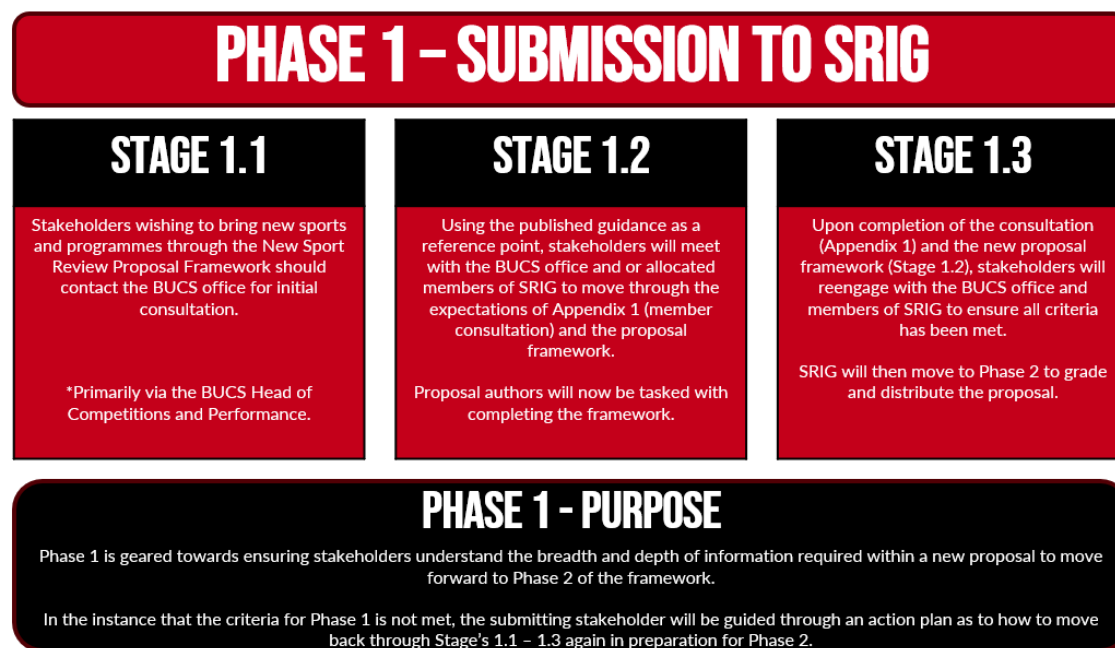 PHASE 1 – SUBMISSION TO SRIG
STAGE 1.1
Stakeholders wishing to bring new sports
and programmes through the New Sport
Review Proposal Framework should
contact the BUCS office for initial
consultation.
*Primarily via the BUCS Head of
Competitions and Performance.
STAGE 1.2
Using the published guidance as a
reference point, stakeholders will meet
with the BUCS office and or allocated
members of SRIG to move through the
expectations of Appendix 1 (member
consultation) and the proposal
framework.
Proposal authors will now be tasked with
completing the framework.
STAGE 1.3
Upon completion of the consultation
(Appendix 1) and the new proposal
framework (Stage 1.2), stakeholders will
reengage with the BUCS office and
members of SRIG to ensure all criteria
has been met.
SRIG will then move to Phase 2 to grade
and distribute the proposal.
PHASE 1 - PURPOSE
Phase 1 is geared towards ensuring stakeholders understand the breadth and depth of information required within a new proposal to move
forward to Phase 2 of the framework.
In the instance that the criteria for Phase 1 is not met, the submitting stakeholder will be guided through an action plan as to how to move
back through Stage's 1.1 – 1.3 again in preparation for Phase 2.